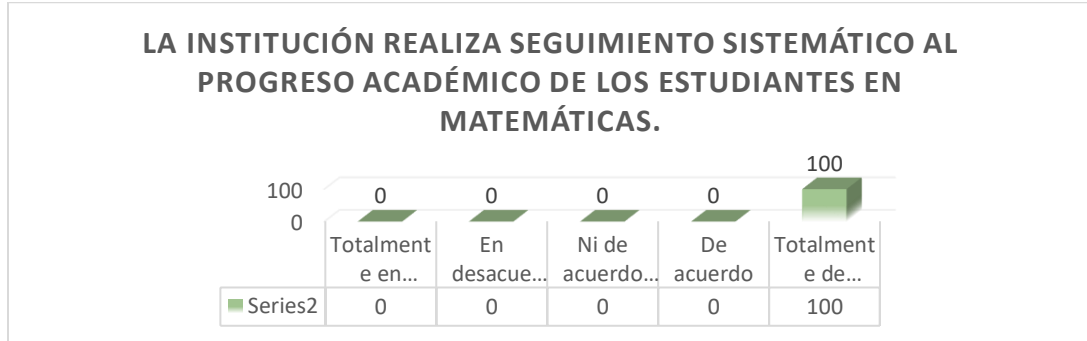 LA INSTITUCIÓN REALIZA SEGUIMIENTO SISTEMÁTICO AL
PROGRESO ACADÉMICO DE LOS ESTUDIANTES EN
MATEMÁTICAS.
100
100 0 0 0 0
0
Totalment En Ni de De Totalment
e en... desacue... acuerdo... acuerdo e de...
Series2 0 0 0 0 100